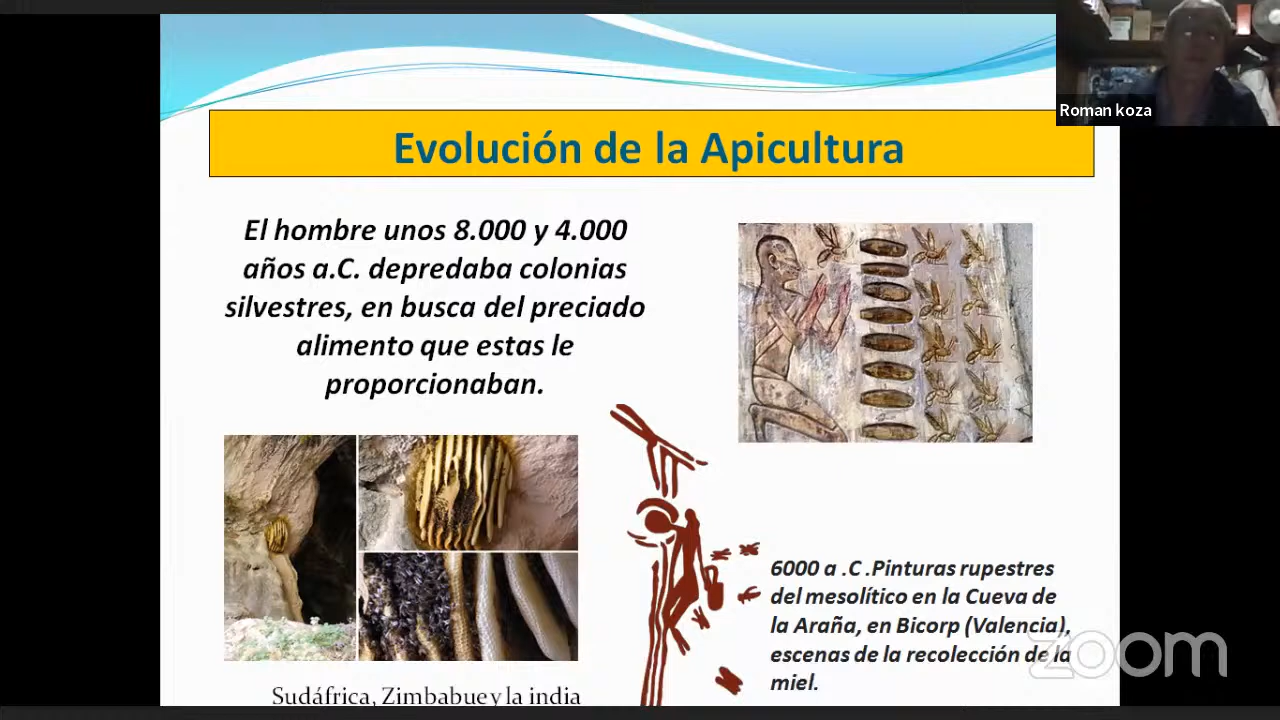 Roman koza
Evolución de la Apicultura
El hombre unos 8.000 y 4.000
años a.C. depredaba colonias
silvestres, en busca del preciado
alimento que estas le
proporcionaban.
6000 a .C .Pinturas rupestres
del mesolítico en la Cueva de
la Araña, en Bicorp (Valencia),
escenas de la recolección de la
miel.
Sudáfrica, Zimbabue y la india
zoom